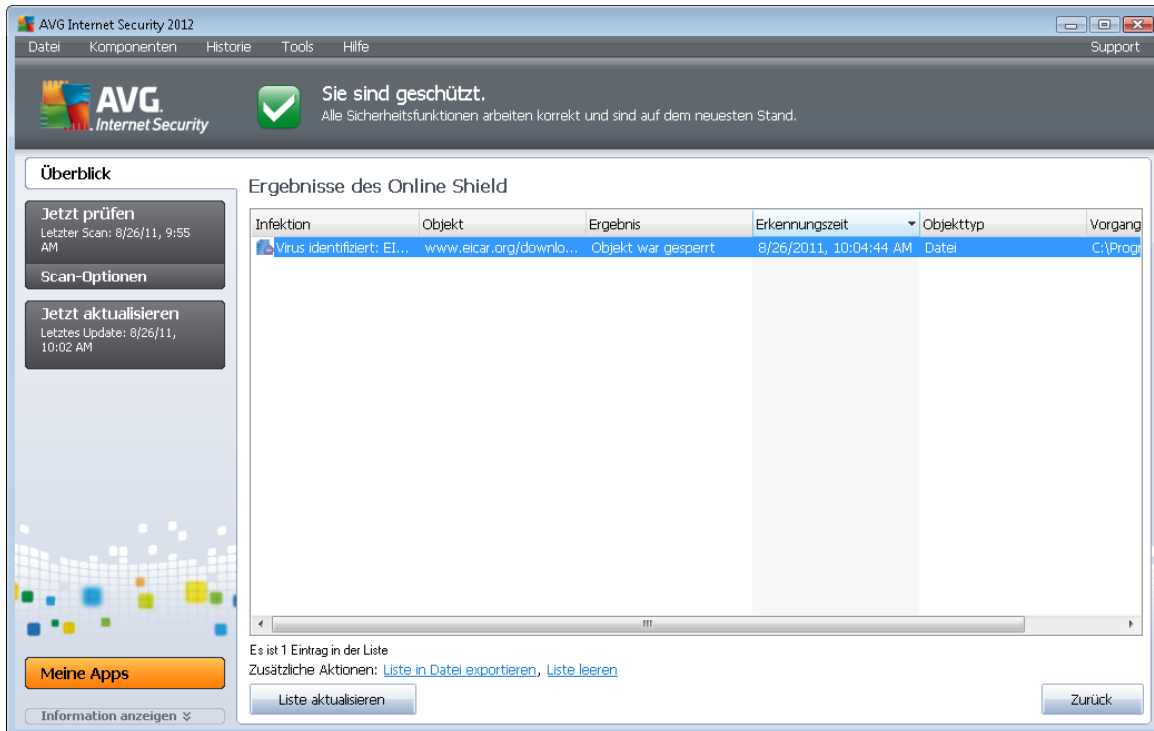 AVG Internet Security 2012
Datei Komponenten Historie Tools Hilfe Support
AVG.
Internet Security
Sie sind geschützt.
Alle Sicherheitsfunktionen arbeiten korrekt und sind auf dem neuesten Stand.
Überblick
Jetzt prüfen
Letzter Scan: 8/26/11, 9:55
AM
Scan-Optionen
Jetzt aktualisieren
Letztes Update: 8/26/11,
10:02 AM
Meine Apps
Information anzeigen
Ergebnisse des Online Shield
Infektion Objekt Ergebnis Erkennungszeit Objekttyp Vorgang
Virus identifiziert: EI... www.eicar.org/downlo... Objekt war gesperrt 8/26/2011, 10:04:44 AM Datei C:\Progr
Es ist 1 Eintrag in der Liste
Zusätzliche Aktionen: Liste in Datei exportieren, Liste leeren
Liste aktualisieren Zurück